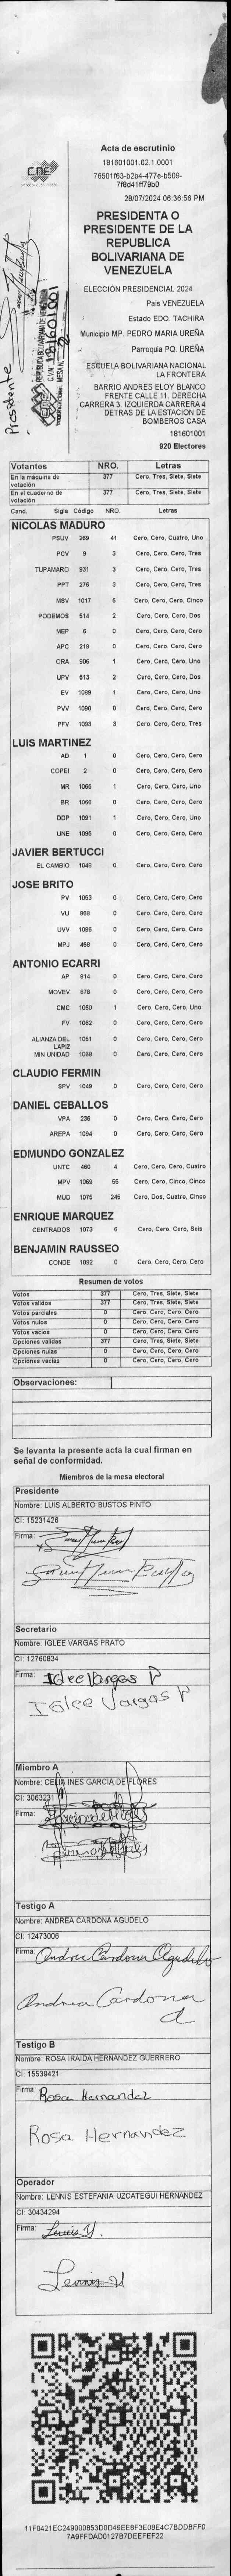 CNE
Acta de escrutinio
181601001.02.1.0001
76501f63-b2b4-477e-b509-
7f8d41ff79b0
28/07/2024 06:36:56 PM
PRESIDENTA O
PRESIDENTE DE LA
REPUBLICA
BOLIVARIANA DE
VENEZUELA
ELECCIÓN PRESIDENCIAL 2024
País VENEZUELA
Estado EDO. TACHIRA
Municipio MP. PEDRO MARIA UREÑA
Parroquia PQ. UREÑA
ESCUELA BOLIVARIANA NACIONAL
LA FRONTERA
BARRIO ANDRES ELOY BLANCO
FRENTE CALLE 11. DERECHA
CARRERA 3. IZQUIERDA CARRERA 4
DETRAS DE LA ESTACION DE
BOMBEROS CASA
181601001
920 Electores
Presidente
181601001
Votantes NRO. Letras
En la máquina de votación 377 Cero, Tres, Siete, Siete
En el cuaderno de votación 377 Cero, Tres, Siete, Siete
Cand. Sigla Código NRO. Letras
NICOLAS MADURO
PSUV 269 41 Cero, Cero, Cuatro, Uno
PCV 9 3 Cero, Cero, Cero, Tres
TUPAMARO 931 3 Cero, Cero, Cero, Tres
PPT 276 3 Cero, Cero, Cero, Tres
MSV 1017 5 Cero, Cero, Cero, Cinco
PODEMOS 514 2 Cero, Cero, Cero, Dos
MEP 6 0 Cero, Cero, Cero, Cero
APC 219 0 Cero, Cero, Cero, Cero
ORA 906 1 Cero, Cero, Cero, Uno
UPV 613 2 Cero, Cero, Cero, Dos
EV 1089 1 Cero, Cero, Cero, Uno
PVV 1090 0 Cero, Cero, Cero, Cero
PFV 1093 3 Cero, Cero, Cero, Tres
LUIS MARTINEZ
AD 1 0 Cero, Cero, Cero, Cero
COPEI 2 0 Cero, Cero, Cero, Cero
MR 1065 1 Cero, Cero, Cero, Uno
BR 1066 0 Cero, Cero, Cero, Cero
DDP 1091 1 Cero, Cero, Cero, Uno
UNE 1095 0 Cero, Cero, Cero, Cero
JAVIER BERTUCCI
EL CAMBIO 1048 0 Cero, Cero, Cero, Cero
JOSE BRITO
PV 1053 0 Cero, Cero, Cero, Cero
VU 868 0 Cero, Cero, Cero, Cero
UVV 1096 0 Cero, Cero, Cero, Cero
MPJ 458 0 Cero, Cero, Cero, Cero
ANTONIO ECARRI
AP 814 0 Cero, Cero, Cero, Cero
MOVEV 878 0 Cero, Cero, Cero, Cero
CMC 1050 1 Cero, Cero, Cero, Uno
FV 1062 0 Cero, Cero, Cero, Cero
ALIANZA DEL LAPIZ 1051 0 Cero, Cero, Cero, Cero
MIN UNIDAD 1068 0 Cero, Cero, Cero, Cero
CLAUDIO FERMIN
SPV 1049 0 Cero, Cero, Cero, Cero
DANIEL CEBALLOS
VPA 236 0 Cero, Cero, Cero, Cero
AREPA 1094 0 Cero, Cero, Cero, Cero
EDMUNDO GONZALEZ
UNTC 460 4 Cero, Cero, Cero, Cuatro
MPV 1069 55 Cero, Cero, Cinco, Cinco
MUD 1075 245 Cero, Dos, Cuatro, Cinco
ENRIQUE MARQUEZ
CENTRADOS 1073 6 Cero, Cero, Cero, Seis
BENJAMIN RAUSSEO
CONDE 1092 0 Cero, Cero, Cero, Cero
Resumen de votos
Votos 377 Cero, Tres, Siete, Siete
Votos validos 377 Cero, Tres, Siete, Siete
Votos parciales 0 Cero, Cero, Cero, Cero
Votos nulos 0 Cero, Cero, Cero, Cero
Votos vacios 0 Cero, Cero, Cero, Cero
Opciones validas 377 Cero, Tres, Siete, Siete
Opciones nulas 0 Cero, Cero, Cero, Cero
Opciones vacias 0 Cero, Cero, Cero, Cero
Observaciones:
Se levanta la presente acta la cual firman en
señal de conformidad.
Miembros de la mesa electoral
Presidente
Nombre: LUIS ALBERTO BUSTOS PINTO
CI: 15231426
Firma:
Secretario
Nombre: IGLEE VARGAS PRATO
CI: 12760834
Firma: Iglee Vargas P
Iglee Vargas P
Miembro A
Nombre: CELIA INES GARCIA DE FLORES
CI: 3063231
Firma:
Testigo A
Nombre: ANDREA CARDONA AGUDELO
CI: 12473006
Firma: Andrea Cardona Agudelo
Andrea Cardona A
Testigo B
Nombre: ROSA IRAIDA HERNANDEZ GUERRERO
CI: 15539421
Firma: Rosa Hernandez
Rosa Hernandez
Operador
Nombre: LENNIS ESTEFANIA UZCATEGUI HERNANDEZ
CI: 30434294
Firma: Lennis U.
Lennis U
11F0421EC249000853D0D49EEBF3E08E4C7BDDBFF0
7A9FFDAD0127B7DEEFEF22